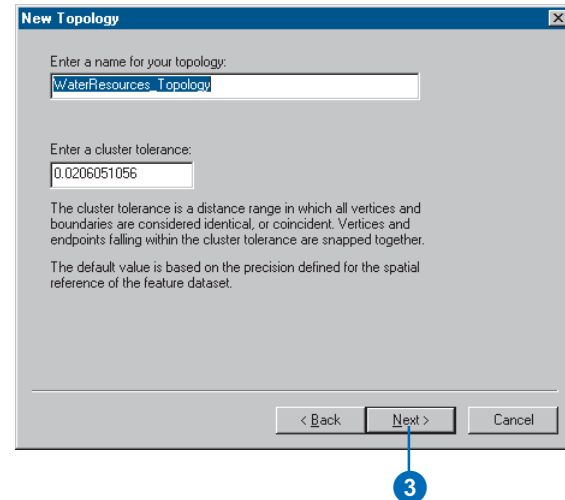 New Topology
Enter a name for your topology:
WaterResources_Topology
Enter a cluster tolerance:
0.0206051056
The cluster tolerance is a distance range in which all vertices and
boundaries are considered identical, or coincident. Vertices and
endpoints falling within the cluster tolerance are snapped together.
The default value is based on the precision defined for the spatial
reference of the feature dataset.
< Back Next > Cancel
3